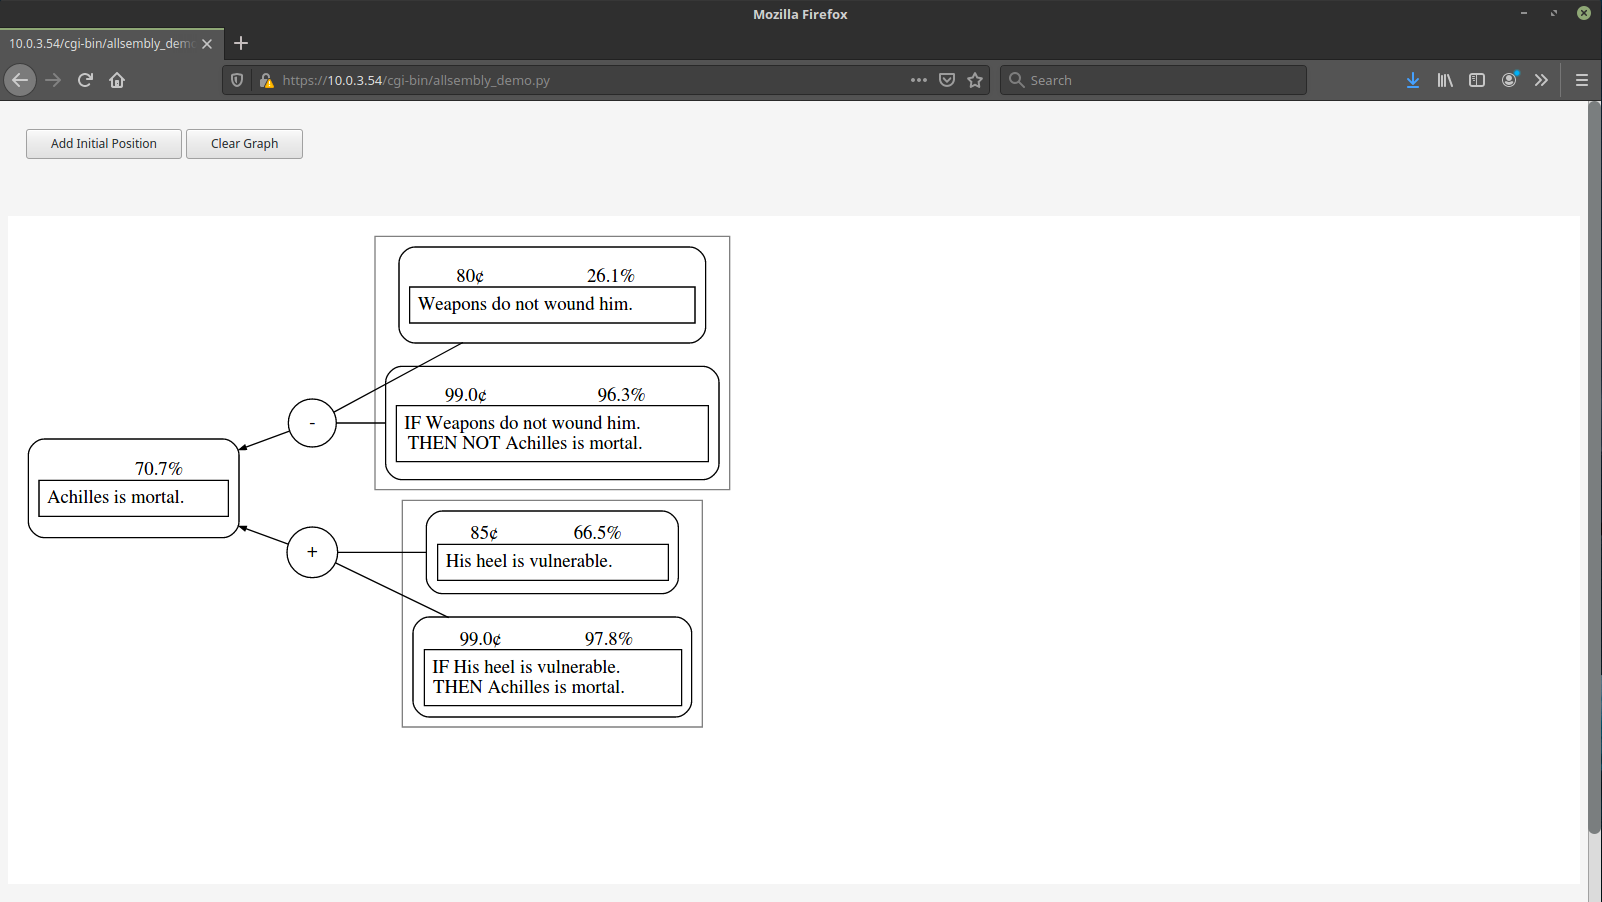 Mozilla Firefox
10.0.3.54/cgi-bin/allsembly_dem
https://10.0.3.54/cgi-bin/allsembly_demo.py
Search
Add Initial Position
Clear Graph
80¢ 26.1%
Weapons do not wound him.
99.0¢ 96.3%
IF Weapons do not wound him.
THEN NOT Achilles is mortal.
-
70.7%
Achilles is mortal.
+
85¢ 66.5%
His heel is vulnerable.
99.0¢ 97.8%
IF His heel is vulnerable.
THEN Achilles is mortal.